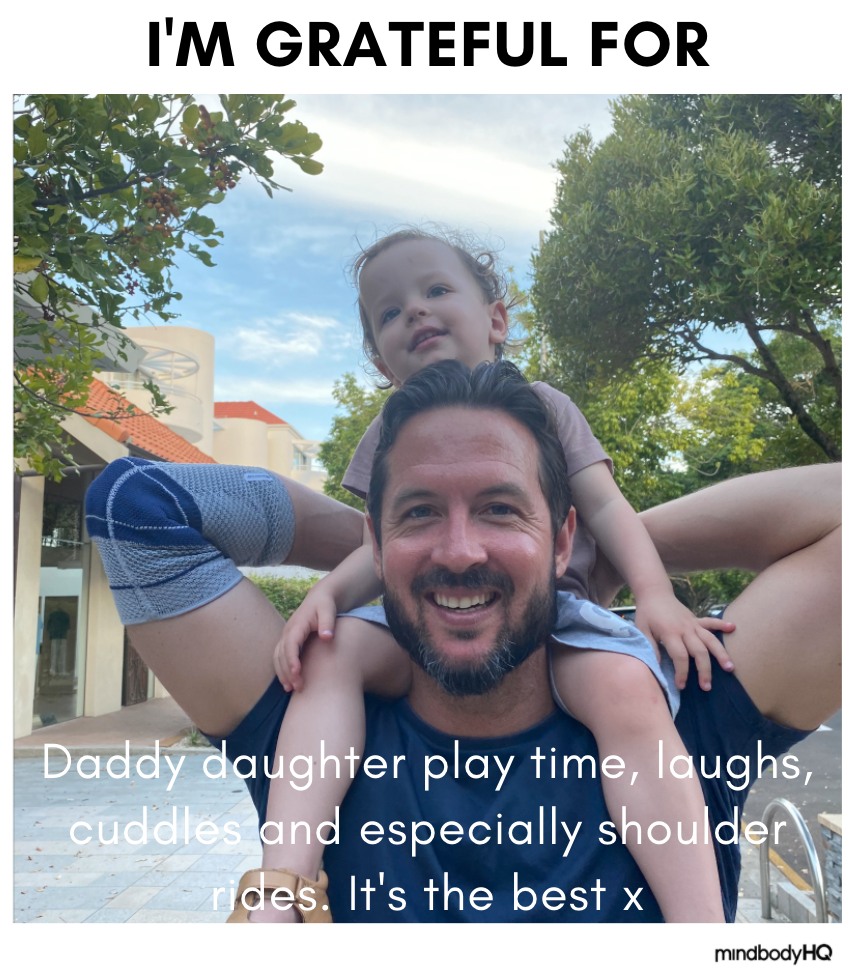 I'M GRATEFUL FOR
Daddy daughter play time, laughs,
cuddles and especially shoulder
rides. It's the best x
mindbodyHQ